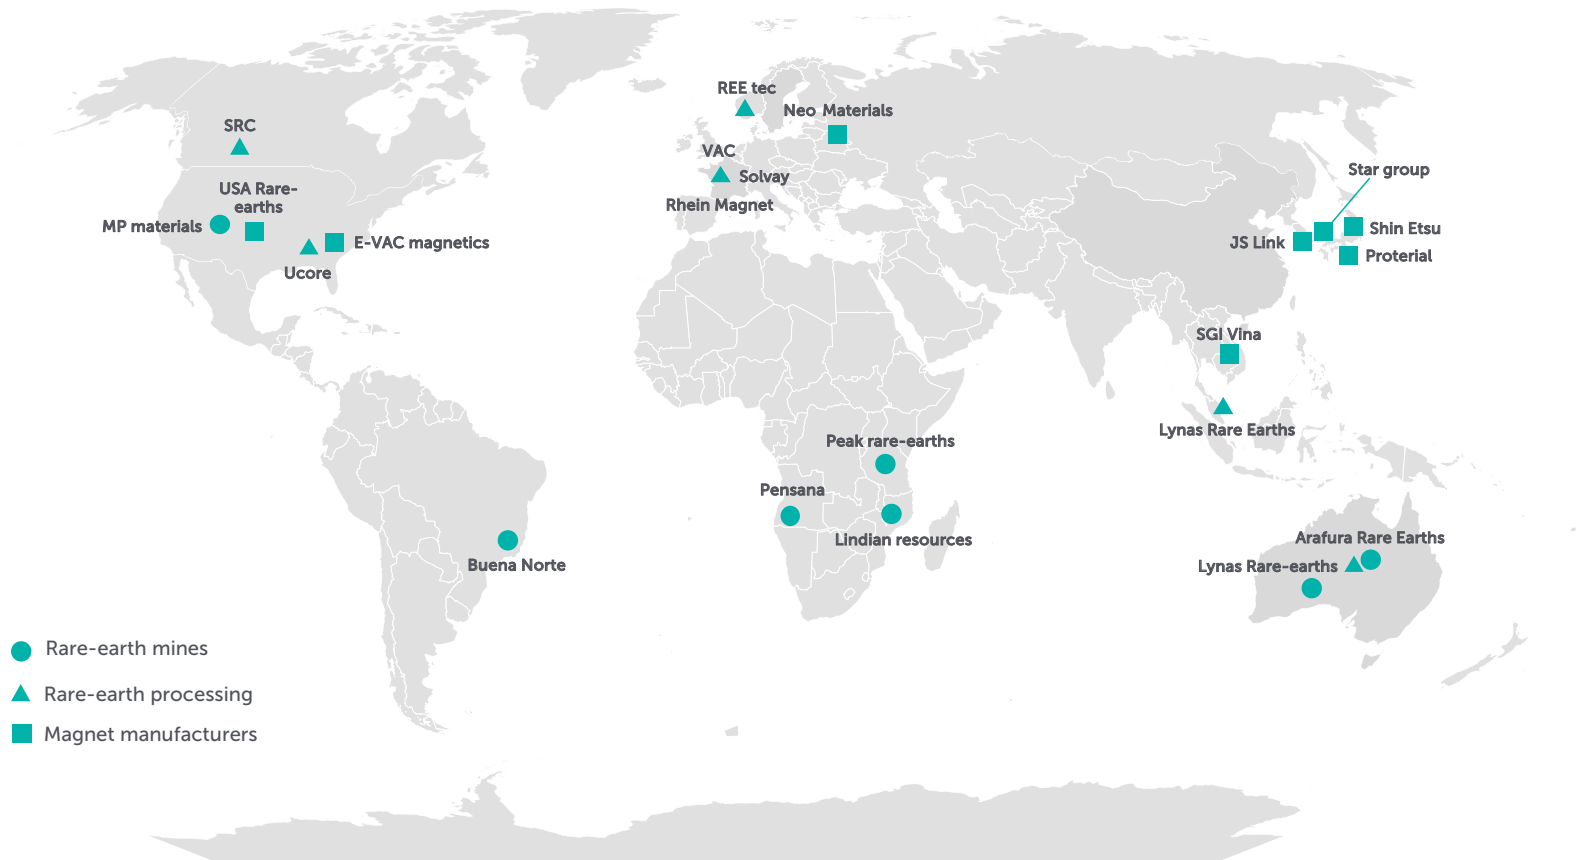 REE tec
Neo Materials
SRC
VAC
Solvay
Star group
USA Rare-
earths
Rhein Magnet
MP materials
E-VAC magnetics
Shin Etsu
JS Link
Proterial
Ucore
SGI Vina
Lynas Rare Earths
Peak rare-earths
Pensana
Lindian resources
Arafura Rare Earths
Buena Norte
Lynas Rare-earths
Rare-earth mines
Rare-earth processing
Magnet manufacturers